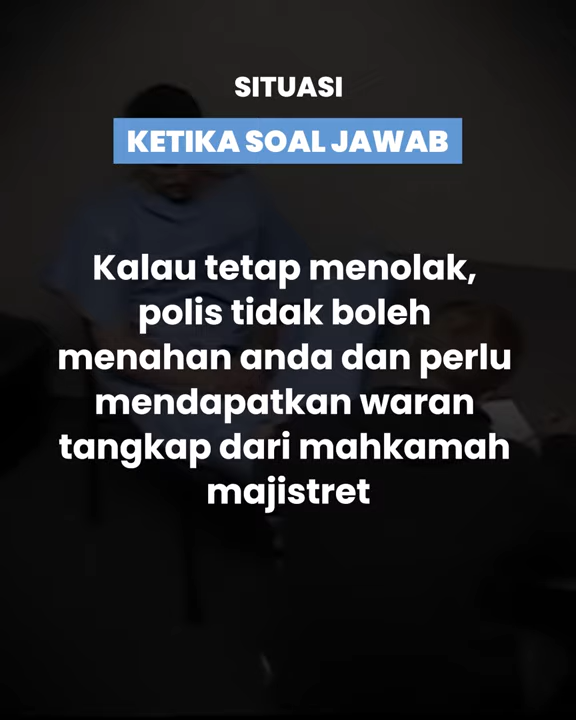 SITUASI
KETIKA SOAL JAWAB
Kalau tetap menolak,
polis tidak boleh
menahan anda dan perlu
mendapatkan waran
tangkap dari mahkamah
majistret